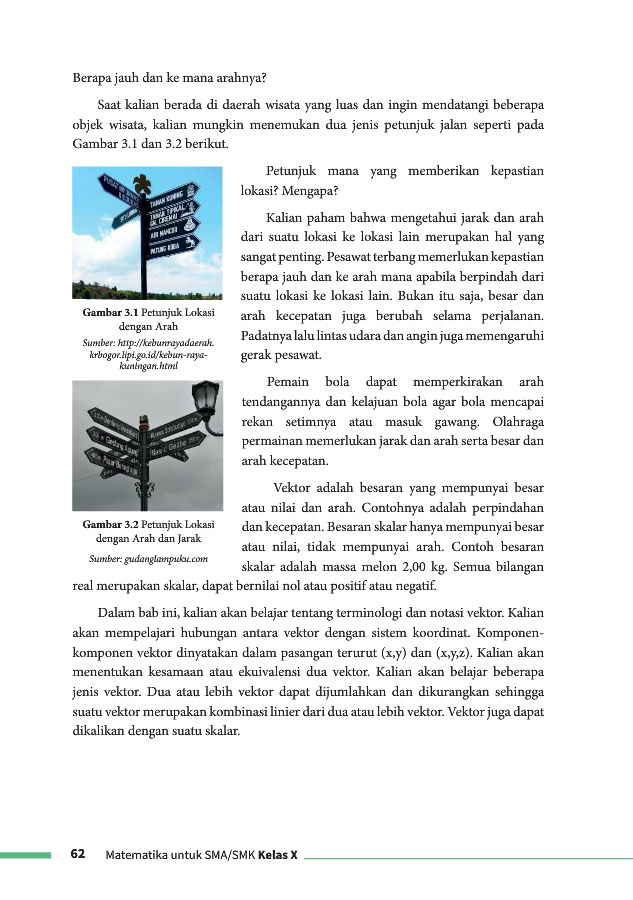 Berapa jauh dan ke mana arahnya?
Saat kalian berada di daerah wisata yang luas dan ingin mendatangi beberapa
objek wisata, kalian mungkin menemukan dua jenis petunjuk jalan seperti pada
Gambar 3.1 dan 3.2 berikut.
TAMAN KUNING
TAMAN TIPIKAL
GN. CIREMAI
AIR MANCUR
PATUNG KUDA
Gambar 3.1 Petunjuk Lokasi
dengan Arah
Sumber: http://kebunrayadaerah.
krbogor.lipi.go.id/kebun-raya-
kuningan.html
Gedung Agung
Gambar 3.2 Petunjuk Lokasi
dengan Arah dan Jarak
Sumber: gudanglampuku.com
Petunjuk mana yang memberikan kepastian
lokasi? Mengapa?
Kalian paham bahwa mengetahui jarak dan arah
dari suatu lokasi ke lokasi lain merupakan hal yang
sangat penting. Pesawat terbang memerlukan kepastian
berapa jauh dan ke arah mana apabila berpindah dari
suatu lokasi ke lokasi lain. Bukan itu saja, besar dan
arah kecepatan juga berubah selama perjalanan.
Padatnya lalu lintas udara dan angin juga memengaruhi
gerak pesawat.
Pemain bola dapat memperkirakan arah
tendangannya dan kelajuan bola agar bola mencapai
rekan setimnya atau masuk gawang. Olahraga
permainan memerlukan jarak dan arah serta besar dan
arah kecepatan.
Vektor adalah besaran yang mempunyai besar
atau nilai dan arah. Contohnya adalah perpindahan
dan kecepatan. Besaran skalar hanya mempunyai besar
atau nilai, tidak mempunyai arah. Contoh besaran
skalar adalah massa melon 2,00 kg. Semua bilangan
real merupakan skalar, dapat bernilai nol atau positif atau negatif.
Dalam bab ini, kalian akan belajar tentang terminologi dan notasi vektor. Kalian
akan mempelajari hubungan antara vektor dengan sistem koordinat. Komponen-
komponen vektor dinyatakan dalam pasangan terurut (x,y) dan (x,y,z). Kalian akan
menentukan kesamaan atau ekuivalensi dua vektor. Kalian akan belajar beberapa
jenis vektor. Dua atau lebih vektor dapat dijumlahkan dan dikurangkan sehingga
suatu vektor merupakan kombinasi linier dari dua atau lebih vektor. Vektor juga dapat
dikalikan dengan suatu skalar.
62 Matematika untuk SMA/SMK Kelas X